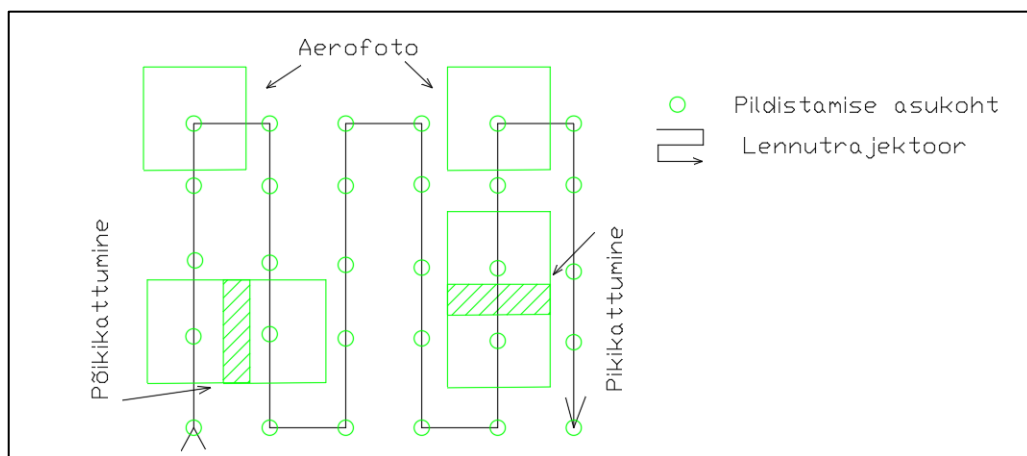 Aerofoto
Pildistamise asukoht
Lennutrajektoor
Põikikattumine
Pikikattumine